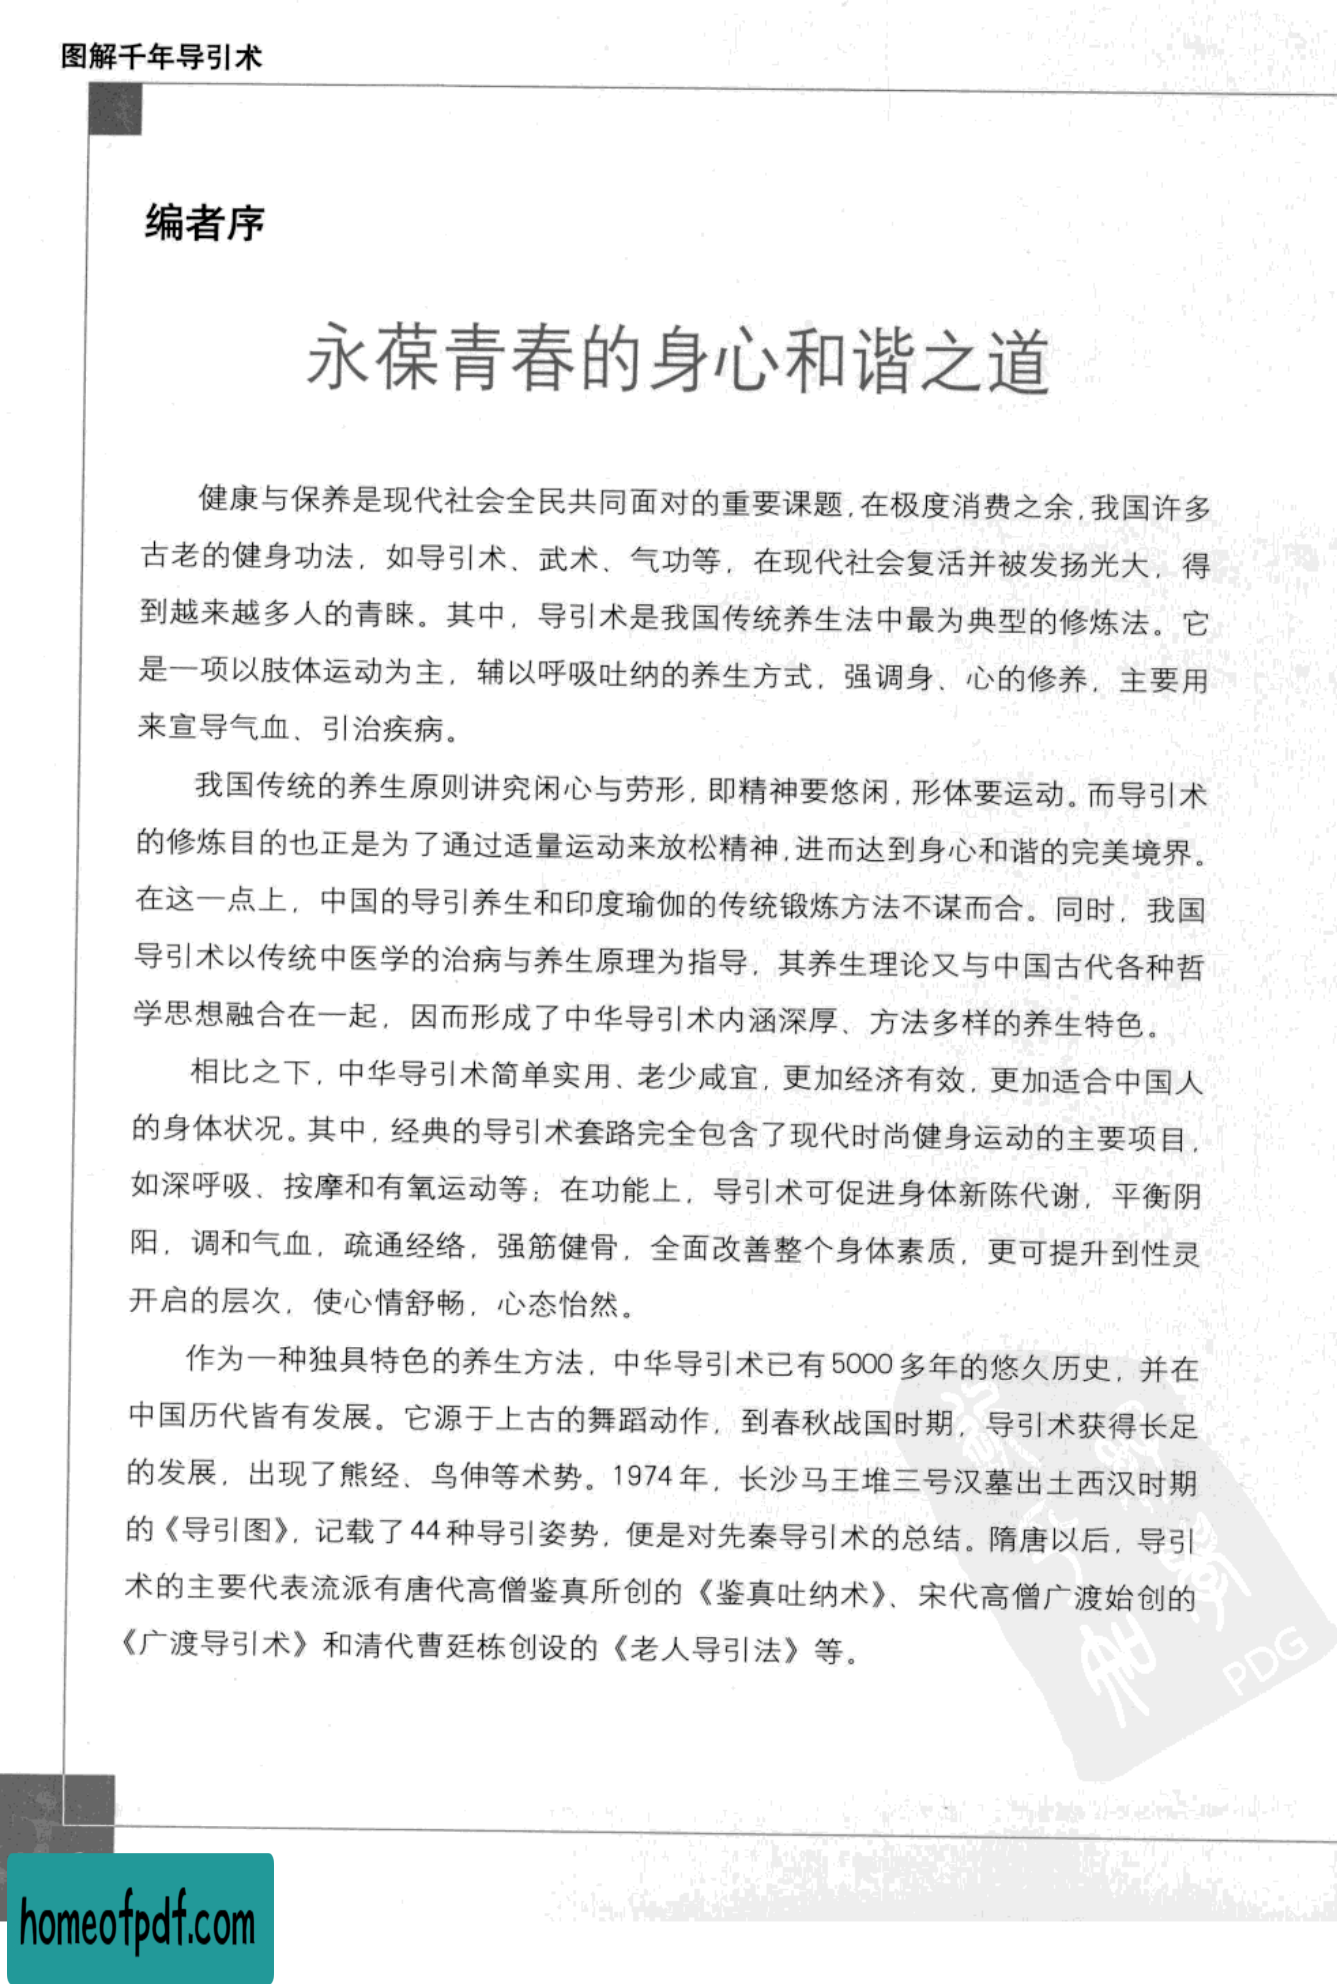 图解千年导引术
编者序
永葆青春的身心和谐之道
健康与保养是现代社会全民共同面对的重要课题,在极度消费之余,我国许多
古老的健身功法，如导引术、武术、气功等，在现代社会复活并被发扬光大，得
到越来越多人的青睐。其中，导引术是我国传统养生法中最为典型的修炼法。它
是一项以肢体运动为主，辅以呼吸吐纳的养生方式，强调身、心的修养，主要用
来宣导气血、引治疾病。
我国传统的养生原则讲究闲心与劳形,即精神要悠闲,形体要运动。而导引术
的修炼目的也正是为了通过适量运动来放松精神,进而达到身心和谐的完美境界。
在这一点上，中国的导引养生和印度瑜伽的传统锻炼方法不谋而合。同时，我国
导引术以传统中医学的治病与养生原理为指导，其养生理论又与中国古代各种哲
学思想融合在一起，因而形成了中华导引术内涵深厚、方法多样的养生特色。
相比之下,中华导引术简单实用、老少咸宜,更加经济有效,更加适合中国人
的身体状况。其中,经典的导引术套路完全包含了现代时尚健身运动的主要项目,
如深呼吸、按摩和有氧运动等；在功能上，导引术可促进身体新陈代谢，平衡阴
阳，调和气血，疏通经络，强筋健骨，全面改善整个身体素质，更可提升到性灵
开启的层次，使心情舒畅，心态怡然。
作为一种独具特色的养生方法，中华导引术已有5000多年的悠久历史，并在
中国历代皆有发展。它源于上古的舞蹈动作，到春秋战国时期，导引术获得长足
的发展，出现了熊经、鸟伸等术势。1974年，长沙马王堆三号汉墓出土西汉时期
的《导引图》，记载了44种导引姿势，便是对先秦导引术的总结。隋唐以后，导引
术的主要代表流派有唐代高僧鉴真所创的《鉴真吐纳术》、宋代高僧广渡始创的
《广渡导引术》和清代曹廷栋创设的《老人导引法》等。
PDG
homeofpdf.com